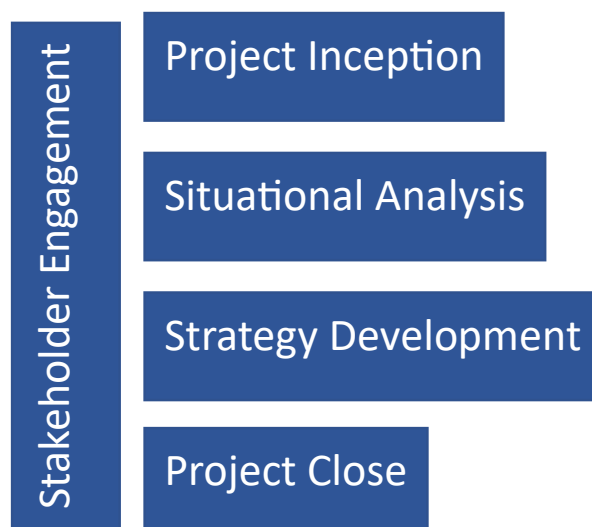 Stakeholder Engagement
Project Inception
Situational Analysis
Strategy Development
Project Close